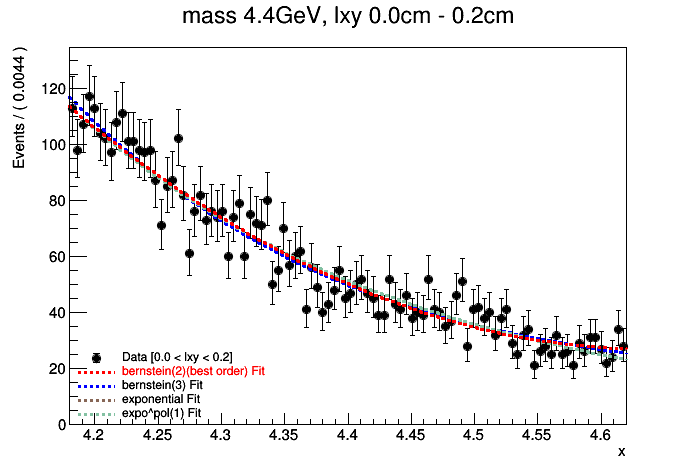 mass 4.4GeV, lxy 0.0cm - 0.2cm
Events / ( 0.0044 )
120
100
80
60
40
20
0
Data [0.0 < lxy < 0.2]
bernstein(2)(best order) Fit
bernstein(3) Fit
exponential Fit
expo^pol(1) Fit
4.2 4.25 4.3 4.35 4.4 4.45 4.5 4.55 4.6
x